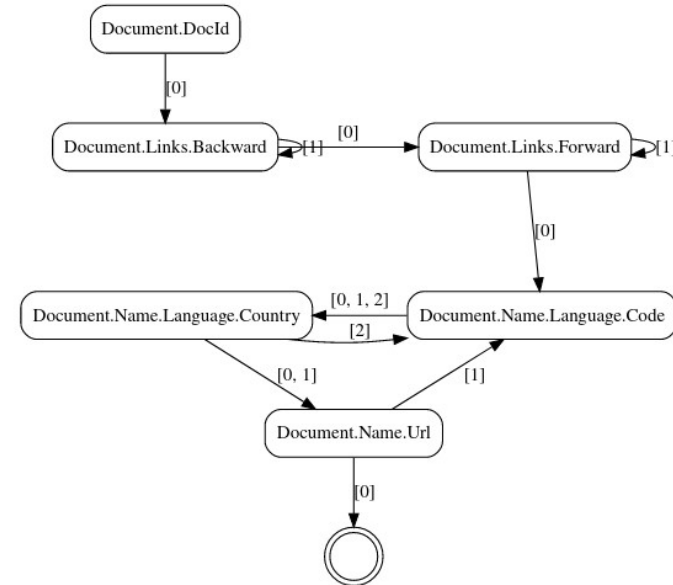 Document.DocId
[0]
Document.Links.Backward
[1]
[0]
Document.Links.Forward
[1]
[0]
Document.Name.Language.Country
[0, 1, 2]
[2]
Document.Name.Language.Code
[0, 1]
[1]
Document.Name.Url
[0]